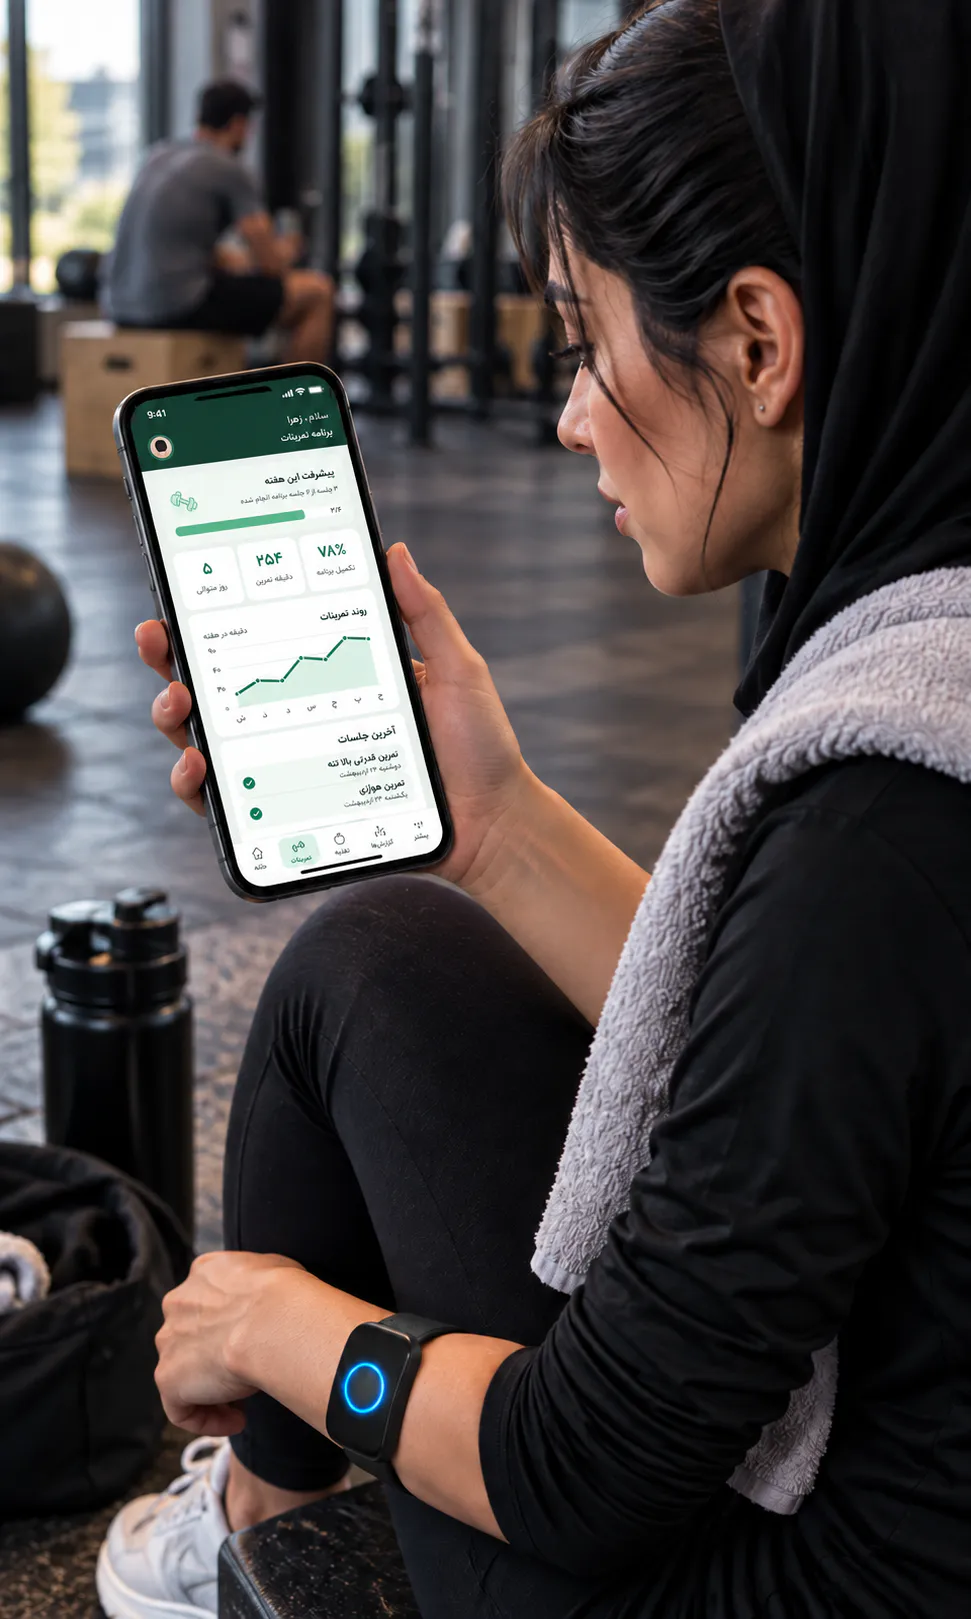 9:41
سلام، زهرا
برنامه تمرینات
پیشرفت این هفته
۳ جلسه از ۶ جلسه برنامه انجام شده
۳/۶
۷۸%
تکمیل برنامه
۲۵۴
دقیقه تمرین
۵
روز متوالی
روند تمرینات
دقیقه در هفته
۹۰
۶۰
۳۰
۰
ش
د
د
س
چ
پ
ج
آخرین جلسات
تمرین قدرتی بالا تنه
دوشنبه ۲۴ اردیبهشت
تمرین هوازی
یکشنبه ۲۳ اردیبهشت
خانه
تمرینات
تغذیه
گزارش‌ها
بیشتر